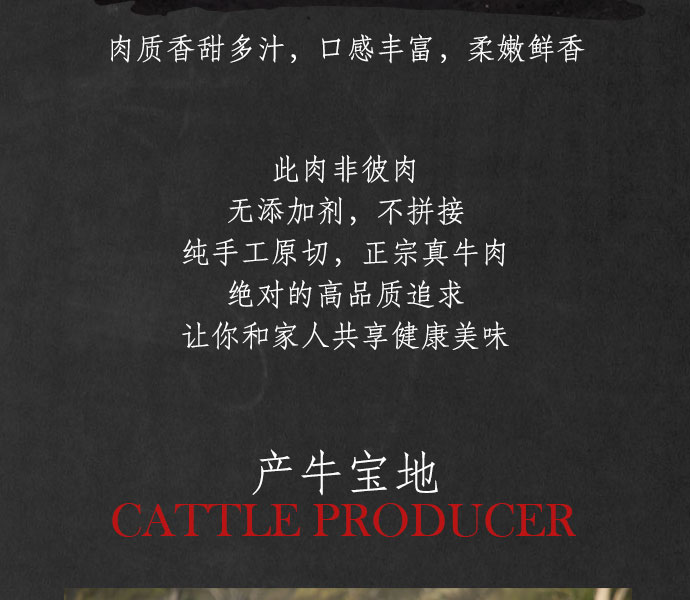 肉质香甜多汁，口感丰富，柔嫩鲜香
此肉非彼肉
无添加剂，不拼接
纯手工原切，正宗真牛肉
绝对的高品质追求
让你和家人共享健康美味
产牛宝地
CATTLE PRODUCER